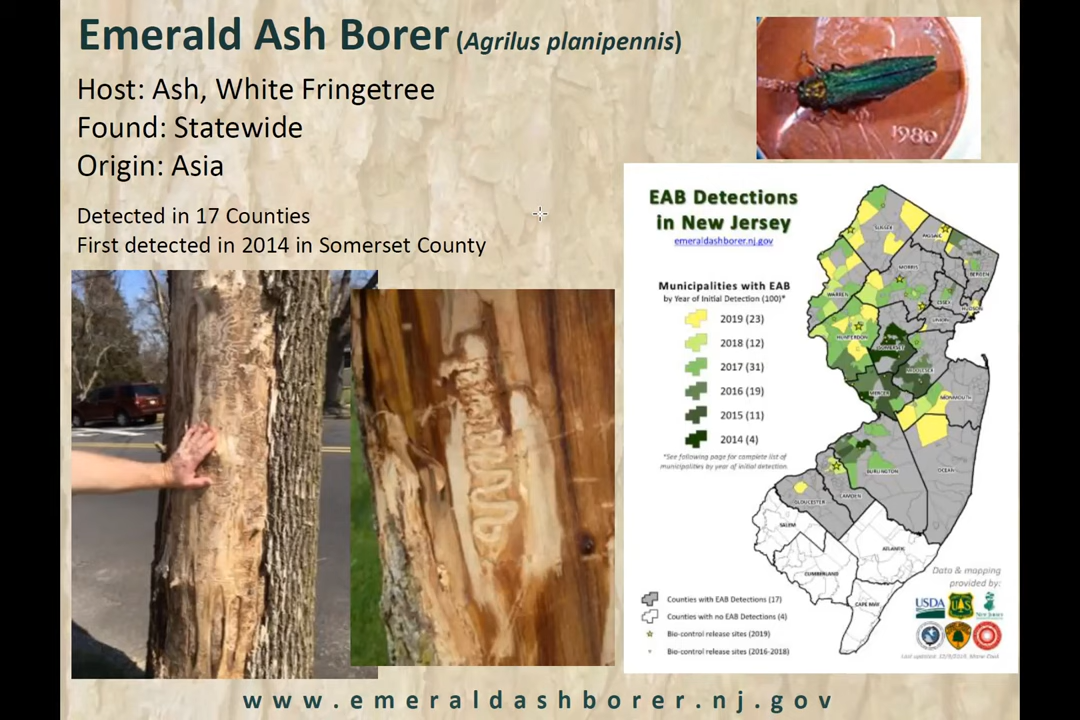 Emerald Ash Borer (Agrilus planipennis)
Host: Ash, White Fringetree
Found: Statewide
Origin: Asia
Detected in 17 Counties
First detected in 2014 in Somerset County
1980
EAB Detections
in New Jersey
emeraldashborer.nj.gov
Municipalities with EAB
by Year of Initial Detection (100)*
2019 (23)
2018 (12)
2017 (31)
2016 (19)
2015 (11)
2014 (4)
*See following page for complete list of
municipalities by year of initial detection.
SUSSEX
PASSAIC
BERGEN
MORRIS
WARREN
ESSEX
HUDSON
UNION
HUNTERDON
SOMERSET
MIDDLESEX
MERCER
MONMOUTH
OCEAN
BURLINGTON
CAMDEN
GLOUCESTER
SALEM
ATLANTIC
CUMBERLAND
CAPE MAY
Counties with EAB Detections (17)
Counties with no EAB Detections (4)
Bio-control release sites (2019)
Bio-control release sites (2016-2018)
Data & mapping
provided by:
USDA
UAS
www.emeraldashborer.nj.gov